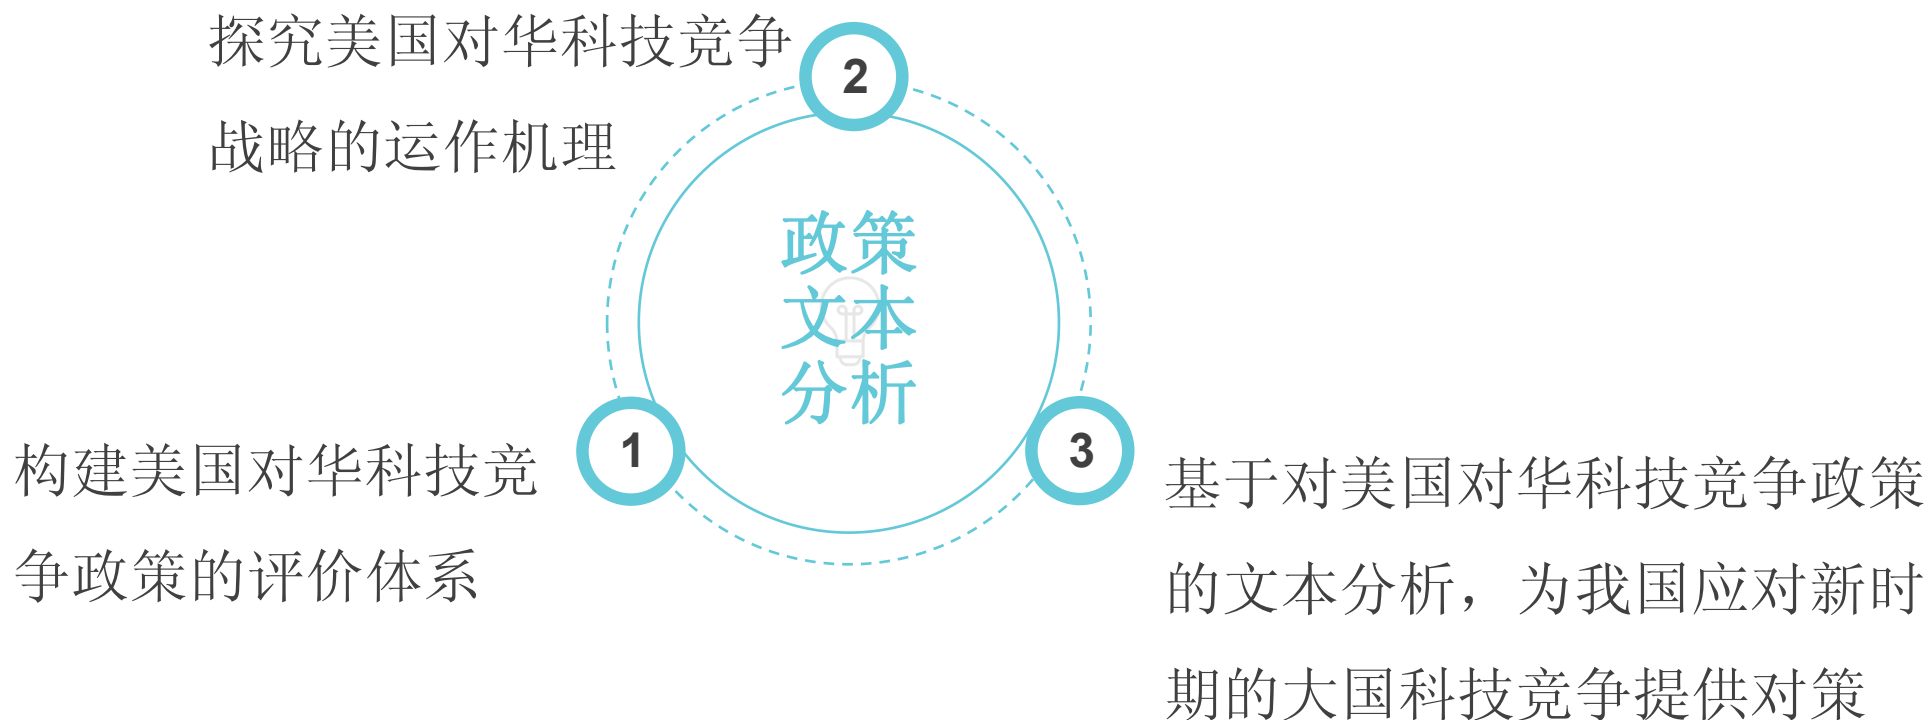 探究美国对华科技竞争
战略的运作机理
2
政策
文本
分析
1
构建美国对华科技竞
争政策的评价体系
3
基于对美国对华科技竞争政策
的文本分析，为我国应对新时
期的大国科技竞争提供对策